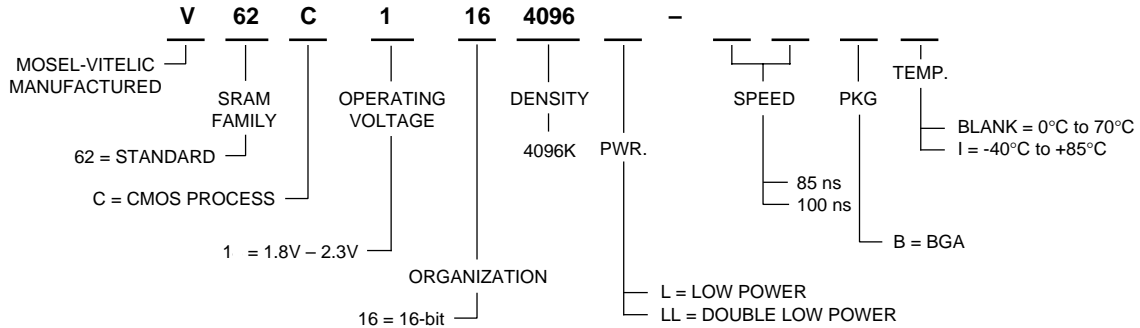 V 62 C 1 16 4096 –
MOSEL-VITELIC
MANUFACTURED
SRAM
FAMILY
62 = STANDARD
C = CMOS PROCESS
OPERATING
VOLTAGE
1 = 1.8V – 2.3V
ORGANIZATION
16 = 16-bit
DENSITY
4096K
PWR.
L = LOW POWER
LL = DOUBLE LOW POWER
SPEED
85 ns
100 ns
PKG
B = BGA
TEMP.
BLANK = 0°C to 70°C
I = -40°C to +85°C